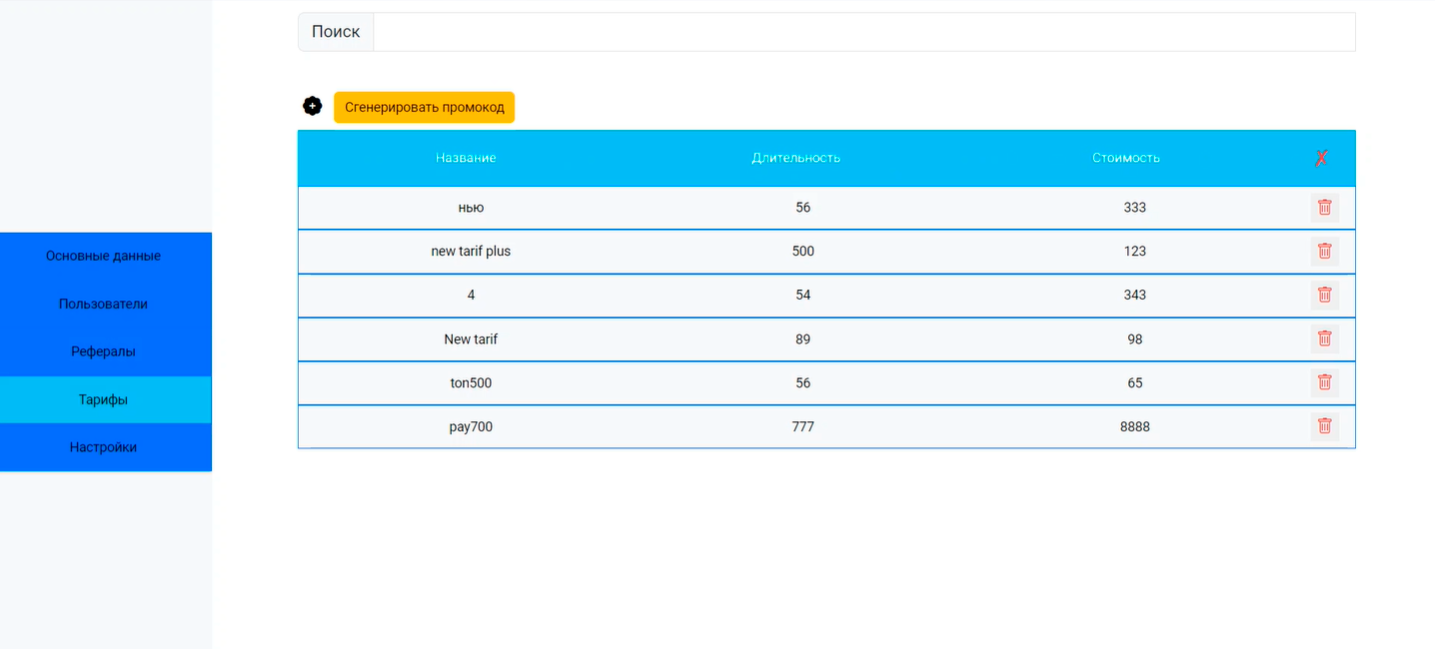 Поиск
Сгенерировать промокод
Название Длительность Стоимость
нью 56 333
new tarif plus 500 123
4 54 343
New tarif 89 98
ton500 56 65
pay700 777 8888
Основные данные
Пользователи
Рефералы
Тарифы
Настройки